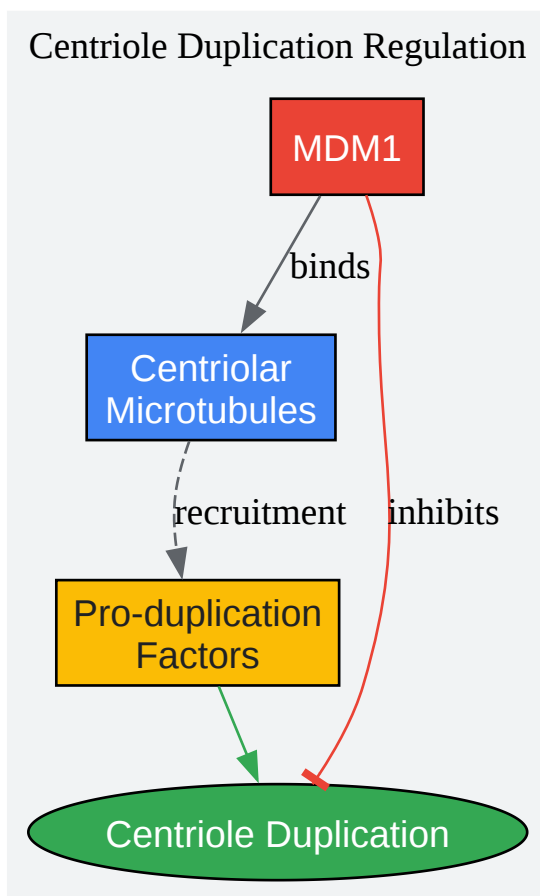 Centriole Duplication Regulation
MDM1
binds
Centriolar
Microtubules
recruitment
inhibits
Pro-duplication
Factors
Centriole Duplication